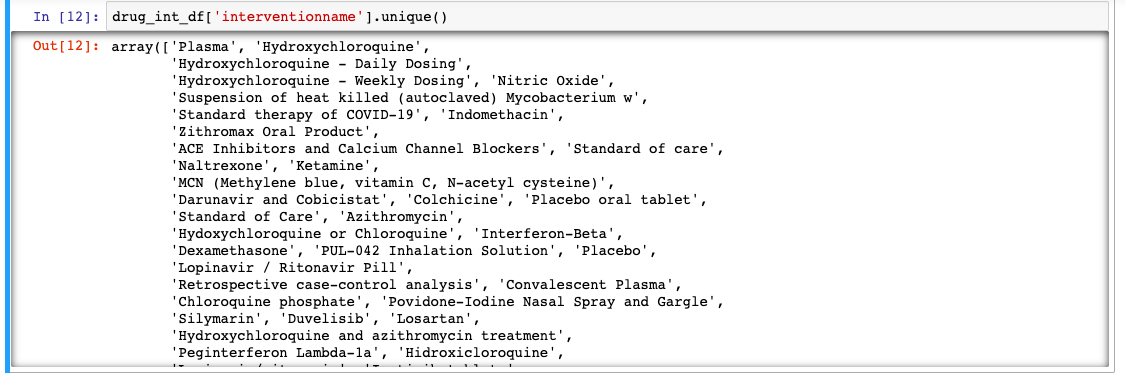 In [12]: drug_int_df['interventionname'].unique()
Out[12]: array(['Plasma', 'Hydroxychloroquine',
'Hydroxychloroquine - Daily Dosing',
'Hydroxychloroquine - Weekly Dosing', 'Nitric Oxide',
'Suspension of heat killed (autoclaved) Mycobacterium w',
'Standard therapy of COVID-19', 'Indomethacin',
'Zithromax Oral Product',
'ACE Inhibitors and Calcium Channel Blockers', 'Standard of care',
'Naltrexone', 'Ketamine',
'MCN (Methylene blue, vitamin C, N-acetyl cysteine)',
'Darunavir and Cobicistat', 'Colchicine', 'Placebo oral tablet',
'Standard of Care', 'Azithromycin',
'Hydoxychloroquine or Chloroquine', 'Interferon-Beta',
'Dexamethasone', 'PUL-042 Inhalation Solution', 'Placebo',
'Lopinavir / Ritonavir Pill',
'Retrospective case-control analysis', 'Convalescent Plasma',
'Chloroquine phosphate', 'Povidone-Iodine Nasal Spray and Gargle',
'Silymarin', 'Duvelisib', 'Losartan',
'Hydroxychloroquine and azithromycin treatment',
'Peginterferon Lambda-1a', 'Hidroxicloroquine',